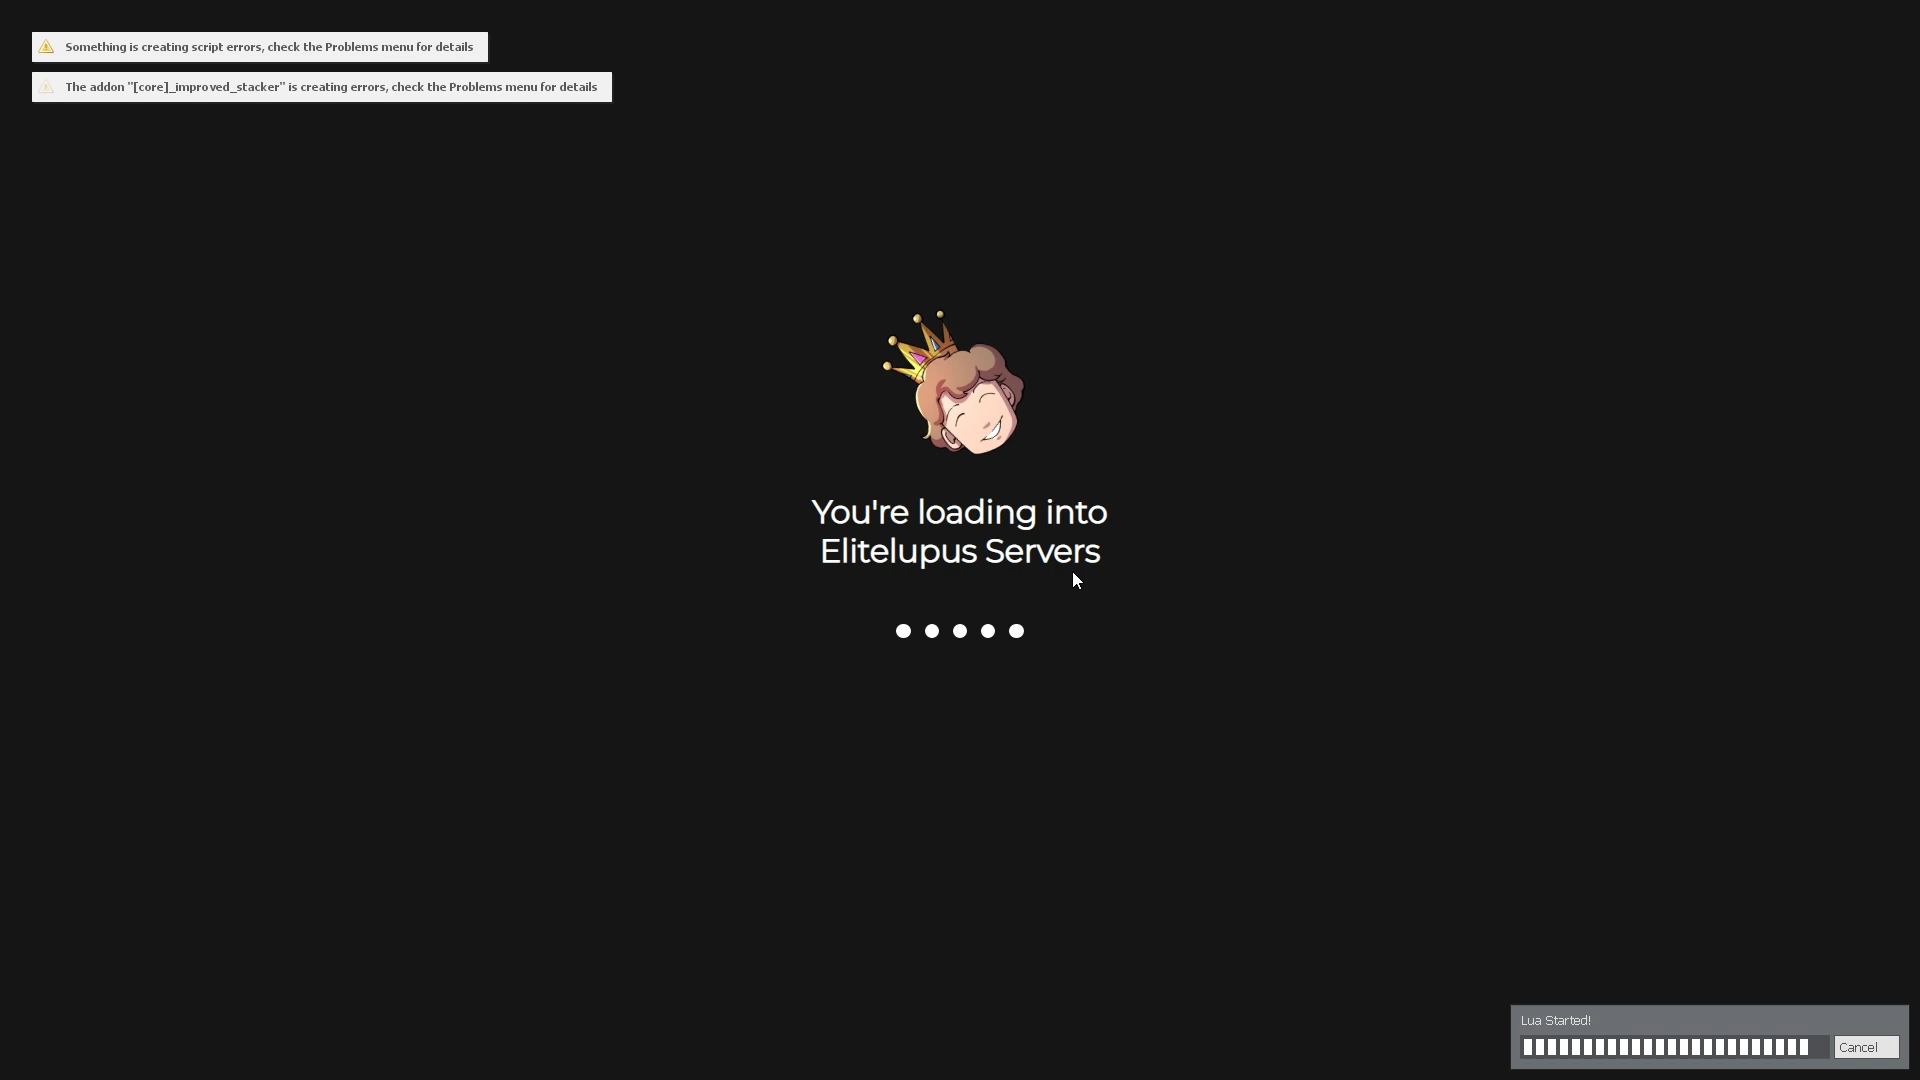 Something is creating script errors, check the Problems menu for details
The addon "[core]_improved_stacker" is creating errors, check the Problems menu for details
You're loading into
Elitelupus Servers
Lua Started!
Cancel